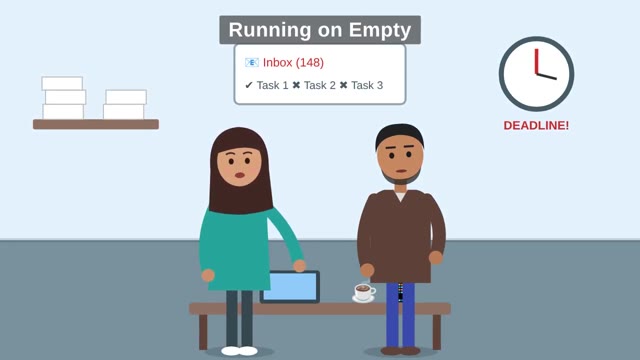 Running on Empty
📧 Inbox (148)
✔ Task 1 ✖ Task 2 ✖ Task 3
DEADLINE!